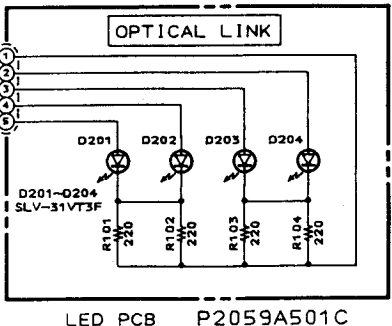 OPTICAL LINK
1
2
3
4
5
D201 D202 D203 D204
D201~D204
SLV-31VT3F
R101 220 R102 220 R103 220 R104 220
LED PCB P2059A501C